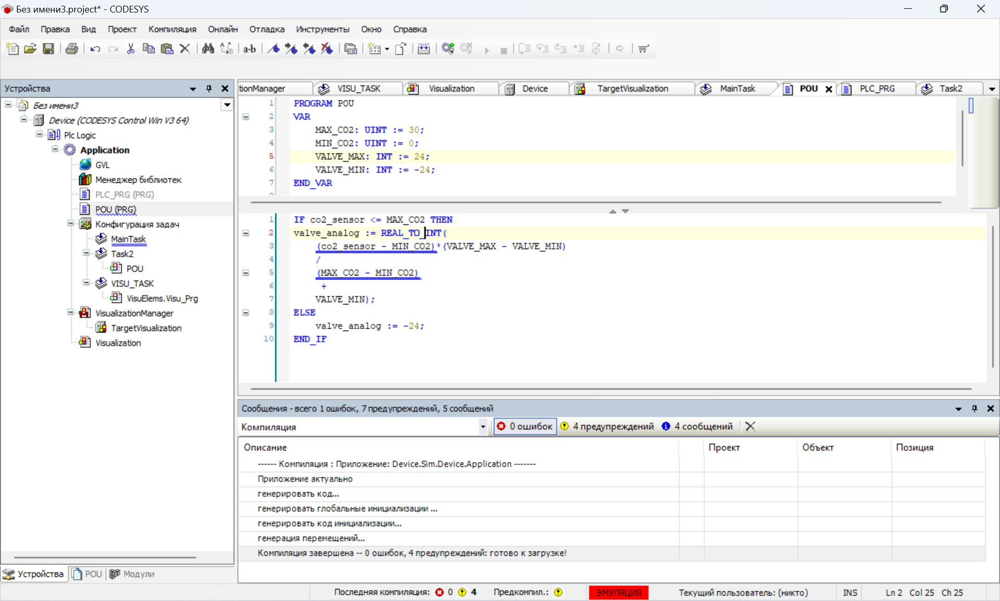 Без имени3.project* - CODESYS
Файл Правка Вид Проект Компиляция Онлайн Отладка Инструменты Окно Справка
Устройства
Без имени3
Device (CODESYS Control Win V3 64)
Plc Logic
Application
GVL
Менеджер библиотек
PLC_PRG (PRG)
POU (PRG)
Конфигурация задач
MainTask
Task2
POU
VISU_TASK
VisuElems.Visu_Prg
VisualizationManager
TargetVisualization
Visualization
Устройства POU Модули
tionManager VISU_TASK Visualization Device TargetVisualization MainTask POU PLC_PRG Task2
1 PROGRAM POU
2 VAR
3 MAX_CO2: UINT := 30;
4 MIN_CO2: UINT := 0;
5 VALVE_MAX: INT := 24;
6 VALVE_MIN: INT := -24;
7 END_VAR
1 IF co2_sensor <= MAX_CO2 THEN
2 valve_analog := REAL_TO_INT(
3 (co2_sensor - MIN_CO2)*(VALVE_MAX - VALVE_MIN)
4 /
5 (MAX_CO2 - MIN_CO2)
6 +
7 VALVE_MIN);
8 ELSE
9 valve_analog := -24;
10 END_IF
Сообщения - всего 1 ошибок, 7 предупреждений, 5 сообщений
Компиляция 0 ошибок 4 предупреждений 4 сообщений
Описание Проект Объект Позиция
------ Компиляция : Приложение: Device.Sim.Device.Application -------
Приложение актуально
генерировать код...
генерировать глобальные инициализации ...
генерировать код инициализации...
генерация перемещений...
Компиляция завершена -- 0 ошибок, 4 предупреждений: готово к загрузке!
Последняя компиляция: 0 4 Предкомпил.: ЭМУЛЯЦИЯ Текущий пользователь: (никто) INS Ln 2 Col 25 Ch 25